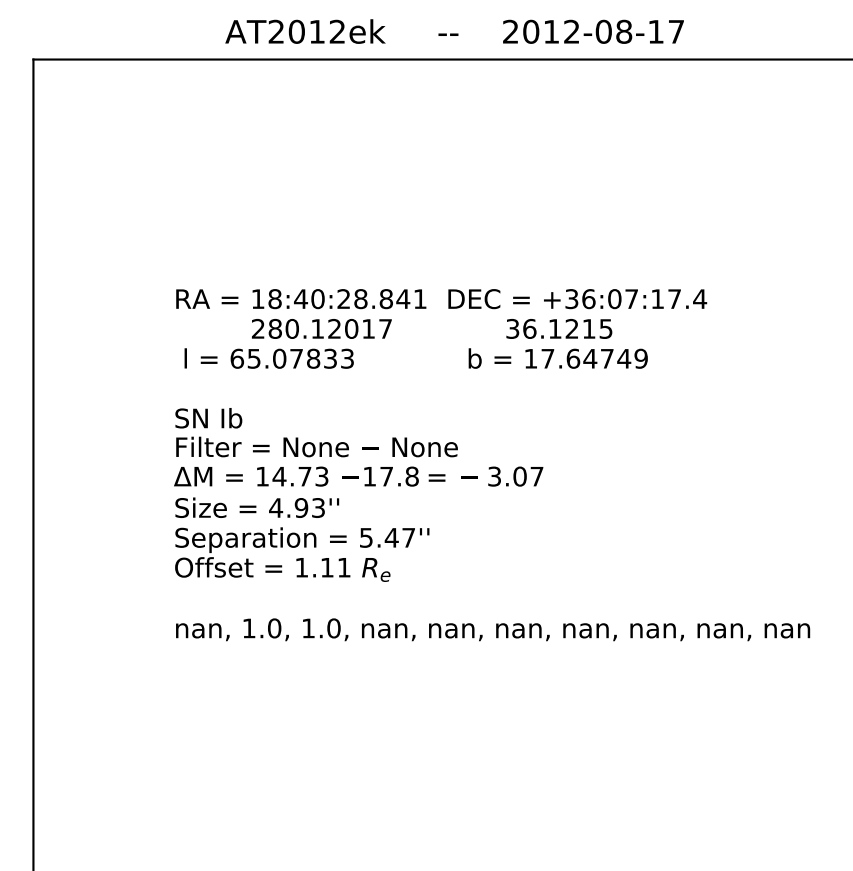 AT2012ek -- 2012-08-17
RA = 18:40:28.841 DEC = +36:07:17.4
280.12017 36.1215
l = 65.07833 b = 17.64749
SN Ib
Filter = None − None
ΔM = 14.73 −17.8 = − 3.07
Size = 4.93''
Separation = 5.47''
Offset = 1.11 Re
nan, 1.0, 1.0, nan, nan, nan, nan, nan, nan, nan